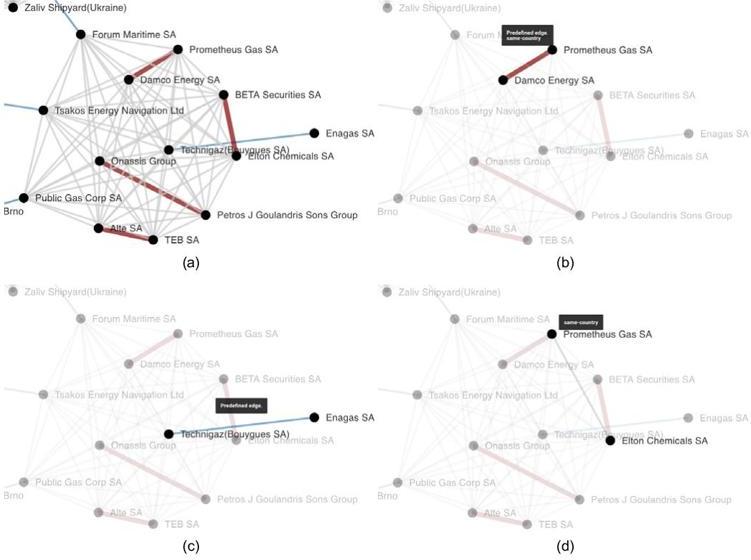 Zaliv Shipyard(Ukraine)
Forum Maritime SA
Prometheus Gas SA
Damco Energy SA
BETA Securities SA
Tsakos Energy Navigation Ltd
Enagas SA
Technigaz(Bouygues SA)
Elton Chemicals SA
Onassis Group
Public Gas Corp SA
Brno
Petros J Goulandris Sons Group
Alte SA
TEB SA
(a)
Zaliv Shipyard(Ukraine)
Predefined edge.
same-country
Forum M
Prometheus Gas SA
Damco Energy SA
BETA Securities SA
Tsakos Energy Navigation Ltd
Enagas SA
Technigaz(Bouygues SA)
Elton Chemicals SA
Onassis Group
Public Gas Corp SA
Brno
Petros J Goulandris Sons Group
Alte SA
TEB SA
(b)
Zaliv Shipyard(Ukraine)
Forum Maritime SA
Prometheus Gas SA
Damco Energy SA
BETA Securities SA
Tsakos Energy Navigation Ltd
Predefined edge.
Enagas SA
Technigaz(Bouygues SA)
Elton Chemicals SA
Onassis Group
Public Gas Corp SA
Brno
Petros J Goulandris Sons Group
Alte SA
TEB SA
(c)
Zaliv Shipyard(Ukraine)
Forum Maritime SA
same-country
Prometheus Gas SA
Damco Energy SA
BETA Securities SA
Tsakos Energy Navigation Ltd
Enagas SA
Technigaz(Bouygues SA)
Elton Chemicals SA
Onassis Group
Public Gas Corp SA
Brno
Petros J Goulandris Sons Group
Alte SA
TEB SA
(d)